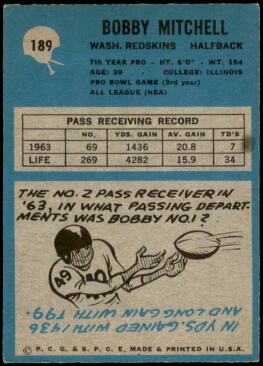 189
BOBBY MITCHELL
WASH. REDSKINS HALFBACK
7TH YEAR PRO - HT. 6'0" - WT. 194
AGE: 29 - COLLEGE: ILLINOIS
PRO BOWL GAME (3rd year)
ALL LEAGUE (NEA)
PASS RECEIVING RECORD
NO. YDS. GAIN AV. GAIN TD'S
1963 69 1436 20.8 7
LIFE 269 4282 15.9 34
THE NO. 2 PASS RECEIVER IN
'63, IN WHAT PASSING DEPART-
MENTS WAS BOBBY NO. 1?
49
IN YDS. GAINED WITH 1436
AND LONG GAIN WITH T99.
© P. C. G. & S. P. C. E. MADE & PRINTED IN U.S.A.